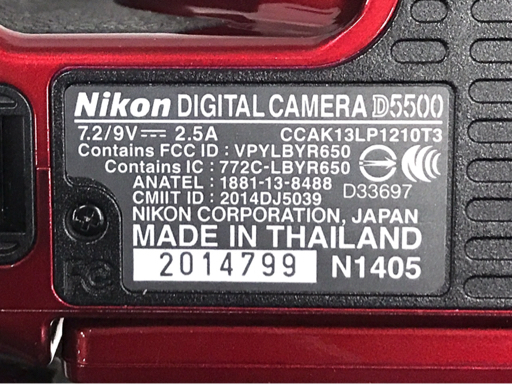 Nikon DIGITAL CAMERA D5500
7.2/9V⎓ 2.5A CCAK13LP1210T3
Contains FCC ID : VPYLBYR650
Contains IC : 772C-LBYR650
ANATEL : 1881-13-8488 D33697
CMIIT ID : 2014DJ5039
NIKON CORPORATION, JAPAN
MADE IN THAILAND
2014799 N1405
FC